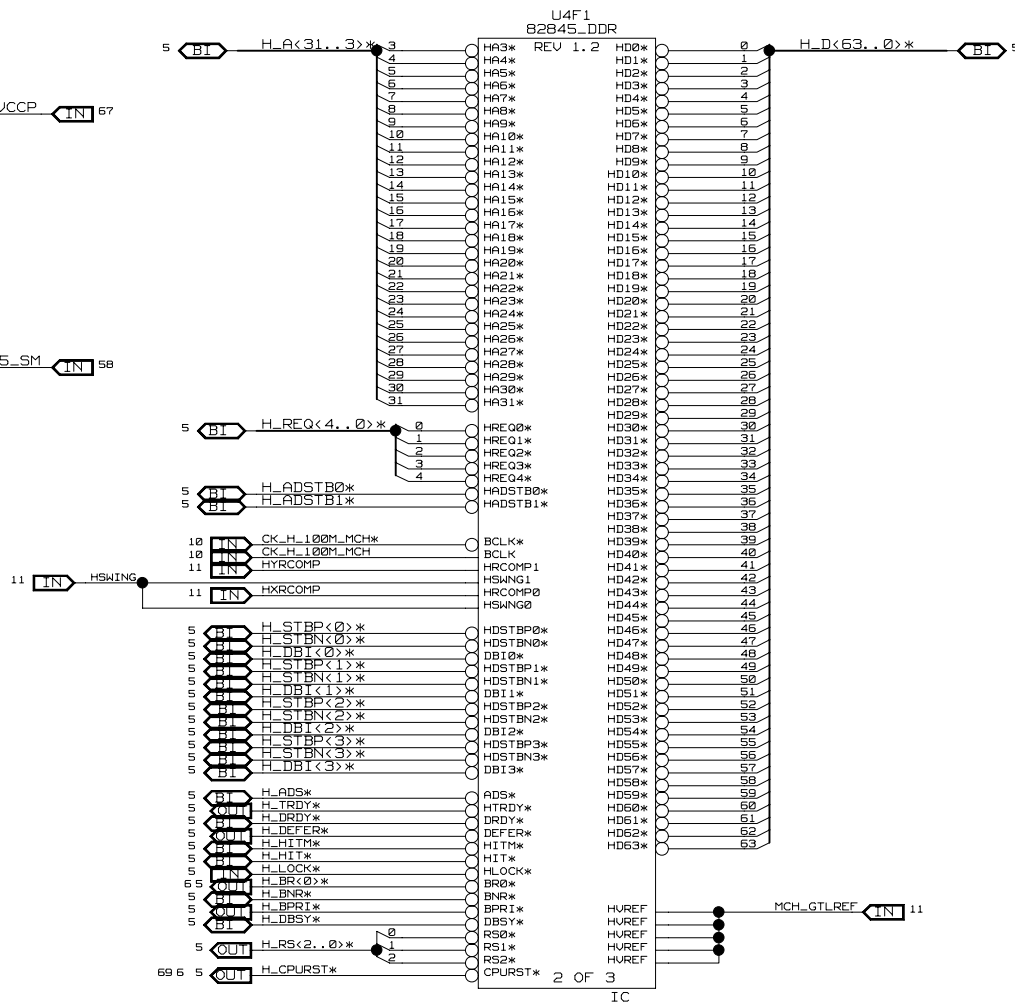 U4F1
82845_DDR
REV 1.2
5 BI H_A<31..3>*
3 HA3*
4 HA4*
5 HA5*
6 HA6*
7 HA7*
8 HA8*
9 HA9*
10 HA10*
11 HA11*
12 HA12*
13 HA13*
14 HA14*
15 HA15*
16 HA16*
17 HA17*
18 HA18*
19 HA19*
20 HA20*
21 HA21*
22 HA22*
23 HA23*
24 HA24*
25 HA25*
26 HA26*
27 HA27*
28 HA28*
29 HA29*
30 HA30*
31 HA31*
VCCP IN 67
5_SM IN 58
5 BI H_REQ<4..0>*
0 HREQ0*
1 HREQ1*
2 HREQ2*
3 HREQ3*
4 HREQ4*
5 BI H_ADSTB0* HADSTB0*
5 BI H_ADSTB1* HADSTB1*
10 IN CK_H_100M_MCH* BCLK*
10 IN CK_H_100M_MCH BCLK
11 IN HYRCOMP HRCOMP1
11 IN HSWING HSWNG1
11 IN HXRCOMP HRCOMP0
HSWNG0
5 BI H_STBP<0>* HDSTBP0*
5 BI H_STBN<0>* HDSTBN0*
5 BI H_DBI<0>* DBI0*
5 BI H_STBP<1>* HDSTBP1*
5 BI H_STBN<1>* HDSTBN1*
5 BI H_DBI<1>* DBI1*
5 BI H_STBP<2>* HDSTBP2*
5 BI H_STBN<2>* HDSTBN2*
5 BI H_DBI<2>* DBI2*
5 BI H_STBP<3>* HDSTBP3*
5 BI H_STBN<3>* HDSTBN3*
5 BI H_DBI<3>* DBI3*
5 BI H_ADS* ADS*
5 OUT H_TRDY* HTRDY*
5 BI H_DRDY* DRDY*
5 OUT H_DEFER* DEFER*
5 BI H_HITM* HITM*
5 BI H_HIT* HIT*
5 IN H_LOCK* HLOCK*
6 5 OUT H_BR<0>* BR0*
5 BI H_BNR* BNR*
5 OUT H_BPRI* BPRI*
5 BI H_DBSY* DBSY*
5 OUT H_RS<2..0>*
0 RS0*
1 RS1*
2 RS2*
69 6 5 OUT H_CPURST* CPURST*
H_D<63..0>* BI 5
HD0* 0
HD1* 1
HD2* 2
HD3* 3
HD4* 4
HD5* 5
HD6* 6
HD7* 7
HD8* 8
HD9* 9
HD10* 10
HD11* 11
HD12* 12
HD13* 13
HD14* 14
HD15* 15
HD16* 16
HD17* 17
HD18* 18
HD19* 19
HD20* 20
HD21* 21
HD22* 22
HD23* 23
HD24* 24
HD25* 25
HD26* 26
HD27* 27
HD28* 28
HD29* 29
HD30* 30
HD31* 31
HD32* 32
HD33* 33
HD34* 34
HD35* 35
HD36* 36
HD37* 37
HD38* 38
HD39* 39
HD40* 40
HD41* 41
HD42* 42
HD43* 43
HD44* 44
HD45* 45
HD46* 46
HD47* 47
HD48* 48
HD49* 49
HD50* 50
HD51* 51
HD52* 52
HD53* 53
HD54* 54
HD55* 55
HD56* 56
HD57* 57
HD58* 58
HD59* 59
HD60* 60
HD61* 61
HD62* 62
HD63* 63
HVREF MCH_GTLREF IN 11
HVREF
HVREF
HVREF
HVREF
2 OF 3
IC